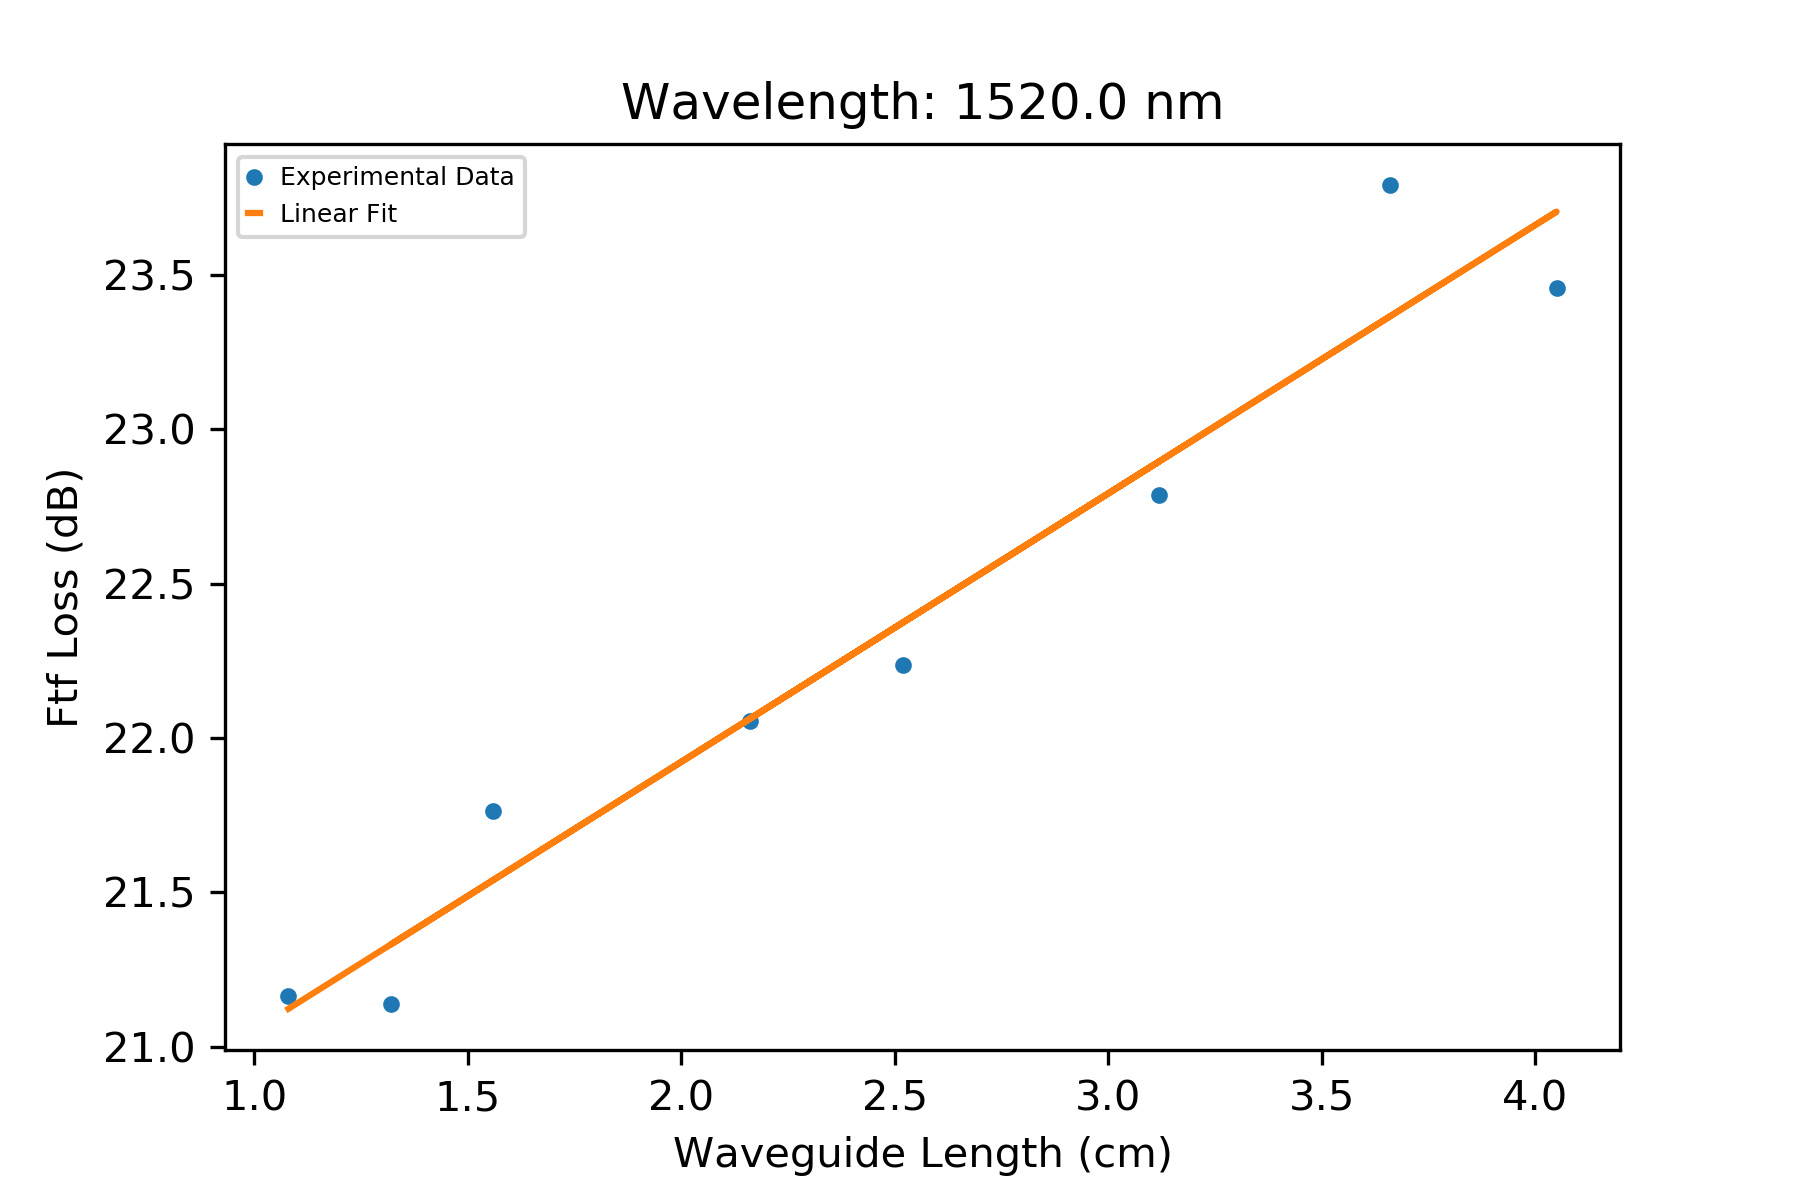 Wavelength: 1520.0 nm
Experimental Data
Linear Fit
23.5
23.0
22.5
22.0
21.5
21.0
Ftf Loss (dB)
1.0 1.5 2.0 2.5 3.0 3.5 4.0
Waveguide Length (cm)